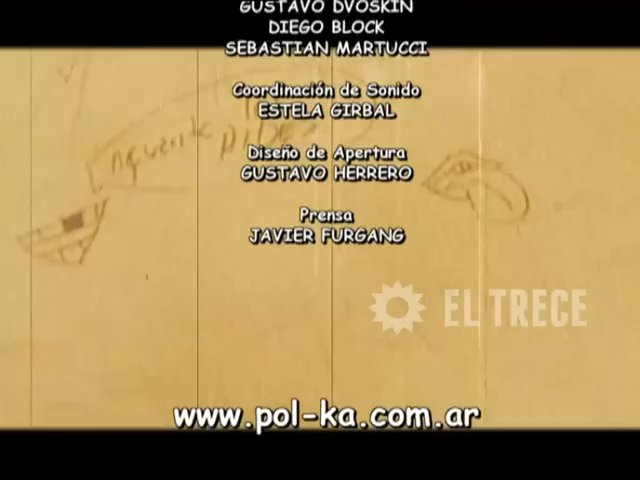 GUSTAVO DVOSKIN
DIEGO BLOCK
SEBASTIAN MARTUCCI
Coordinación de Sonido
ESTELA GIRBAL
Aguante
Diseño de Apertura
GUSTAVO HERRERO
Prensa
JAVIER FURGANG
EL TRECE
www.pol-ka.com.ar